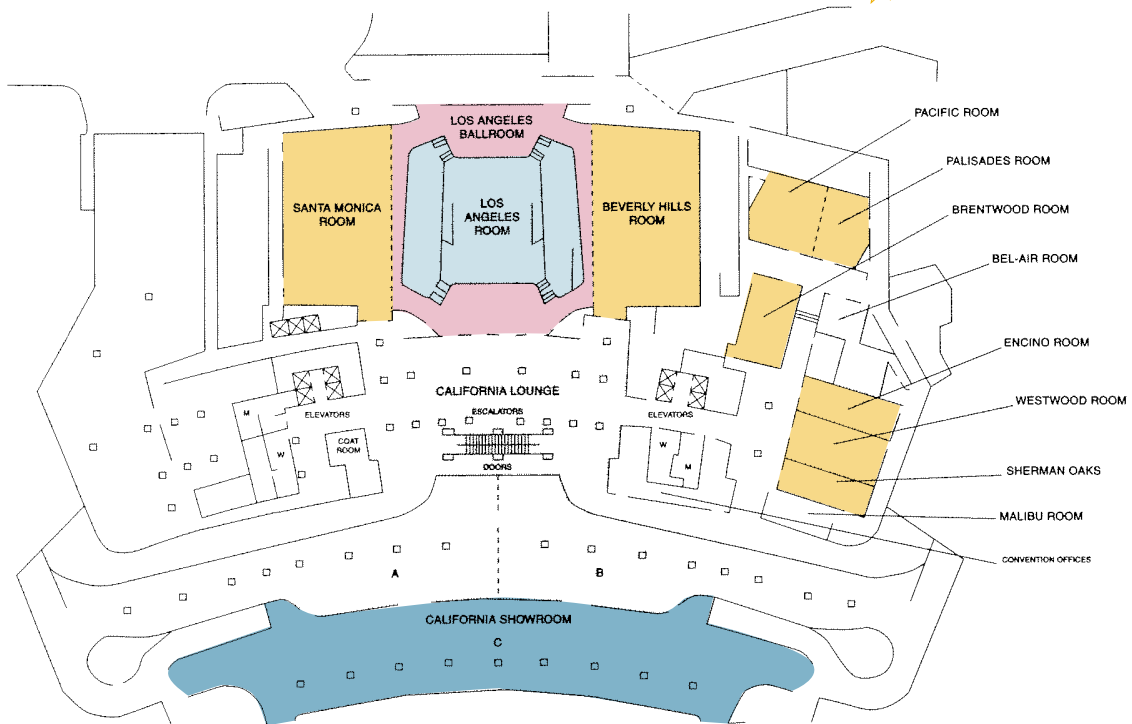 LOS ANGELES
BALLROOM
PACIFIC ROOM
PALISADES ROOM
SANTA MONICA
ROOM
LOS
ANGELES
ROOM
BEVERLY HILLS
ROOM
BRENTWOOD ROOM
BEL-AIR ROOM
ENCINO ROOM
CALIFORNIA LOUNGE
WESTWOOD ROOM
M
ELEVATORS
ESCALATORS
ELEVATORS
W
COAT
ROOM
W
M
DOORS
SHERMAN OAKS
MALIBU ROOM
CONVENTION OFFICES
A
B
CALIFORNIA SHOWROOM
C